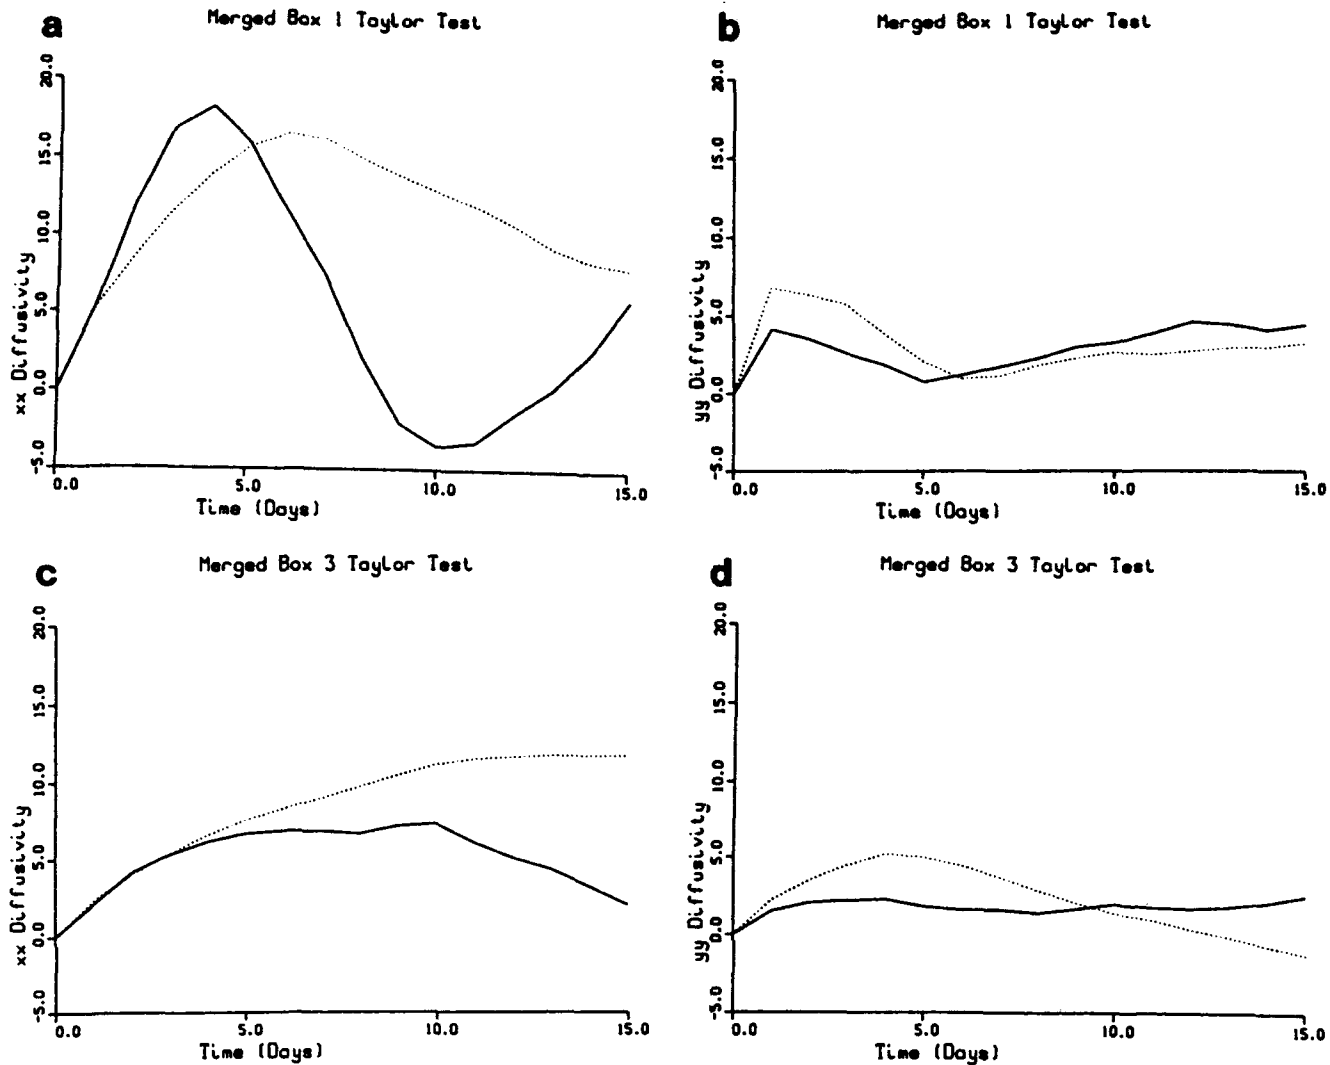 a
Merged Box 1 Taylor Test
20.0
15.0
10.0
5.0
0.0
-5.0
xx Diffusivity
0.0 5.0 10.0 15.0
Time (Days)
b
Merged Box 1 Taylor Test
20.0
15.0
10.0
5.0
0.0
-5.0
yy Diffusivity
0.0 5.0 10.0 15.0
Time (Days)
c
Merged Box 3 Taylor Test
20.0
15.0
10.0
5.0
0.0
-5.0
xx Diffusivity
0.0 5.0 10.0 15.0
Time (Days)
d
Merged Box 3 Taylor Test
20.0
15.0
10.0
5.0
0.0
-5.0
yy Diffusivity
0.0 5.0 10.0 15.0
Time (Days)